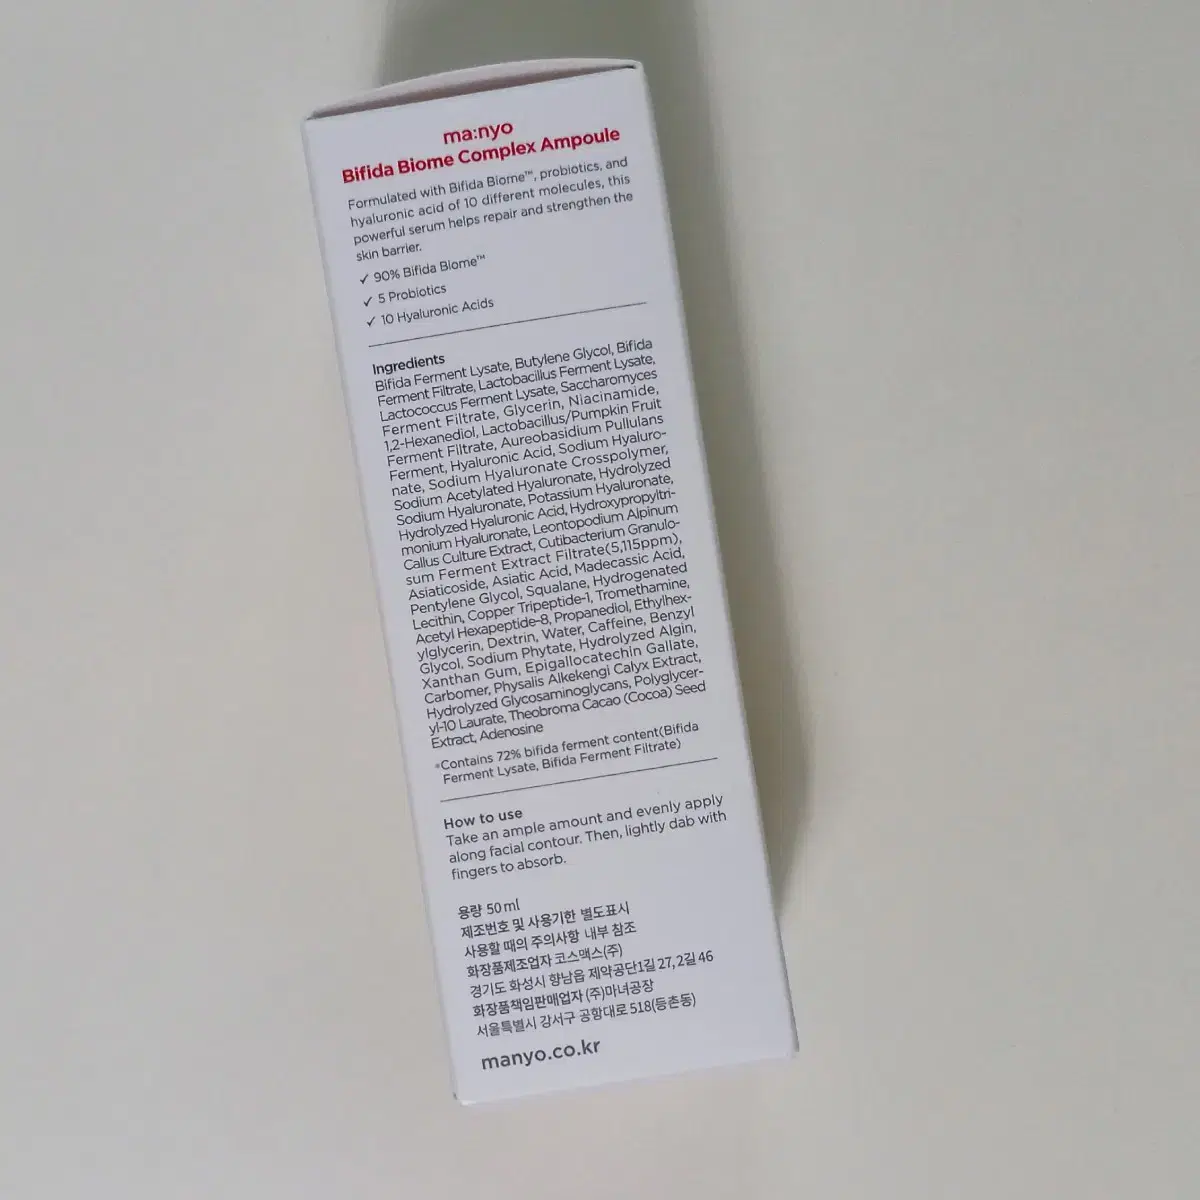 ma:nyo
Bifida Biome Complex Ampoule
Formulated with Bifida Biome™, probiotics, and
hyaluronic acid of 10 different molecules, this
powerful serum helps repair and strengthen the
skin barrier.
✓ 90% Bifida Biome™
✓ 5 Probiotics
✓ 10 Hyaluronic Acids
Ingredients
Bifida Ferment Lysate, Butylene Glycol, Bifida
Ferment Filtrate, Lactobacillus Ferment Lysate,
Lactococcus Ferment Lysate, Saccharomyces
Ferment Filtrate, Glycerin, Niacinamide,
1,2-Hexanediol, Lactobacillus/Pumpkin Fruit
Ferment Filtrate, Aureobasidium Pullulans
Ferment, Hyaluronic Acid, Sodium Hyaluro-
nate, Sodium Hyaluronate Crosspolymer,
Sodium Acetylated Hyaluronate, Hydrolyzed
Sodium Hyaluronate, Potassium Hyaluronate,
Hydrolyzed Hyaluronic Acid, Hydroxypropyltri-
monium Hyaluronate, Leontopodium Alpinum
Callus Culture Extract, Cutibacterium Granulo-
sum Ferment Extract Filtrate(5,115ppm),
Asiaticoside, Asiatic Acid, Madecassic Acid,
Pentylene Glycol, Squalane, Hydrogenated
Lecithin, Copper Tripeptide-1, Tromethamine,
Acetyl Hexapeptide-8, Propanediol, Ethylhex-
ylglycerin, Dextrin, Water, Caffeine, Benzyl
Glycol, Sodium Phytate, Hydrolyzed Algin,
Xanthan Gum, Epigallocatechin Gallate,
Carbomer, Physalis Alkekengi Calyx Extract,
Hydrolyzed Glycosaminoglycans, Polyglycer-
yl-10 Laurate, Theobroma Cacao (Cocoa) Seed
Extract, Adenosine
*Contains 72% bifida ferment content(Bifida
Ferment Lysate, Bifida Ferment Filtrate)
How to use
Take an ample amount and evenly apply
along facial contour. Then, lightly dab with
fingers to absorb.
용량 50ml
제조번호 및 사용기한 별도표시
사용할 때의 주의사항 내부 참조
화장품제조업자 코스맥스(주)
경기도 화성시 향남읍 제약공단1길 27, 2길 46
화장품책임판매업자 (주)마녀공장
서울특별시 강서구 공항대로 518(등촌동)
manyo.co.kr